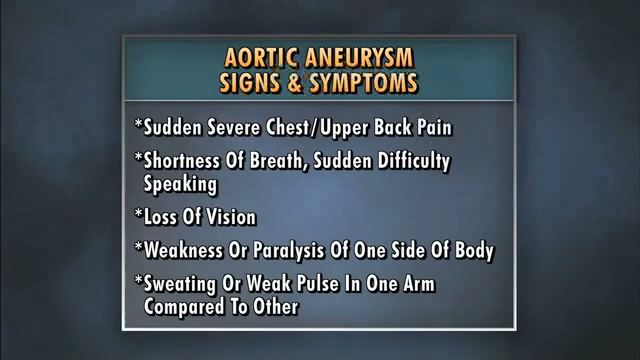 AORTIC ANEURYSM
SIGNS & SYMPTOMS
*Sudden Severe Chest/Upper Back Pain
*Shortness Of Breath, Sudden Difficulty
Speaking
*Loss Of Vision
*Weakness Or Paralysis Of One Side Of Body
*Sweating Or Weak Pulse In One Arm
Compared To Other